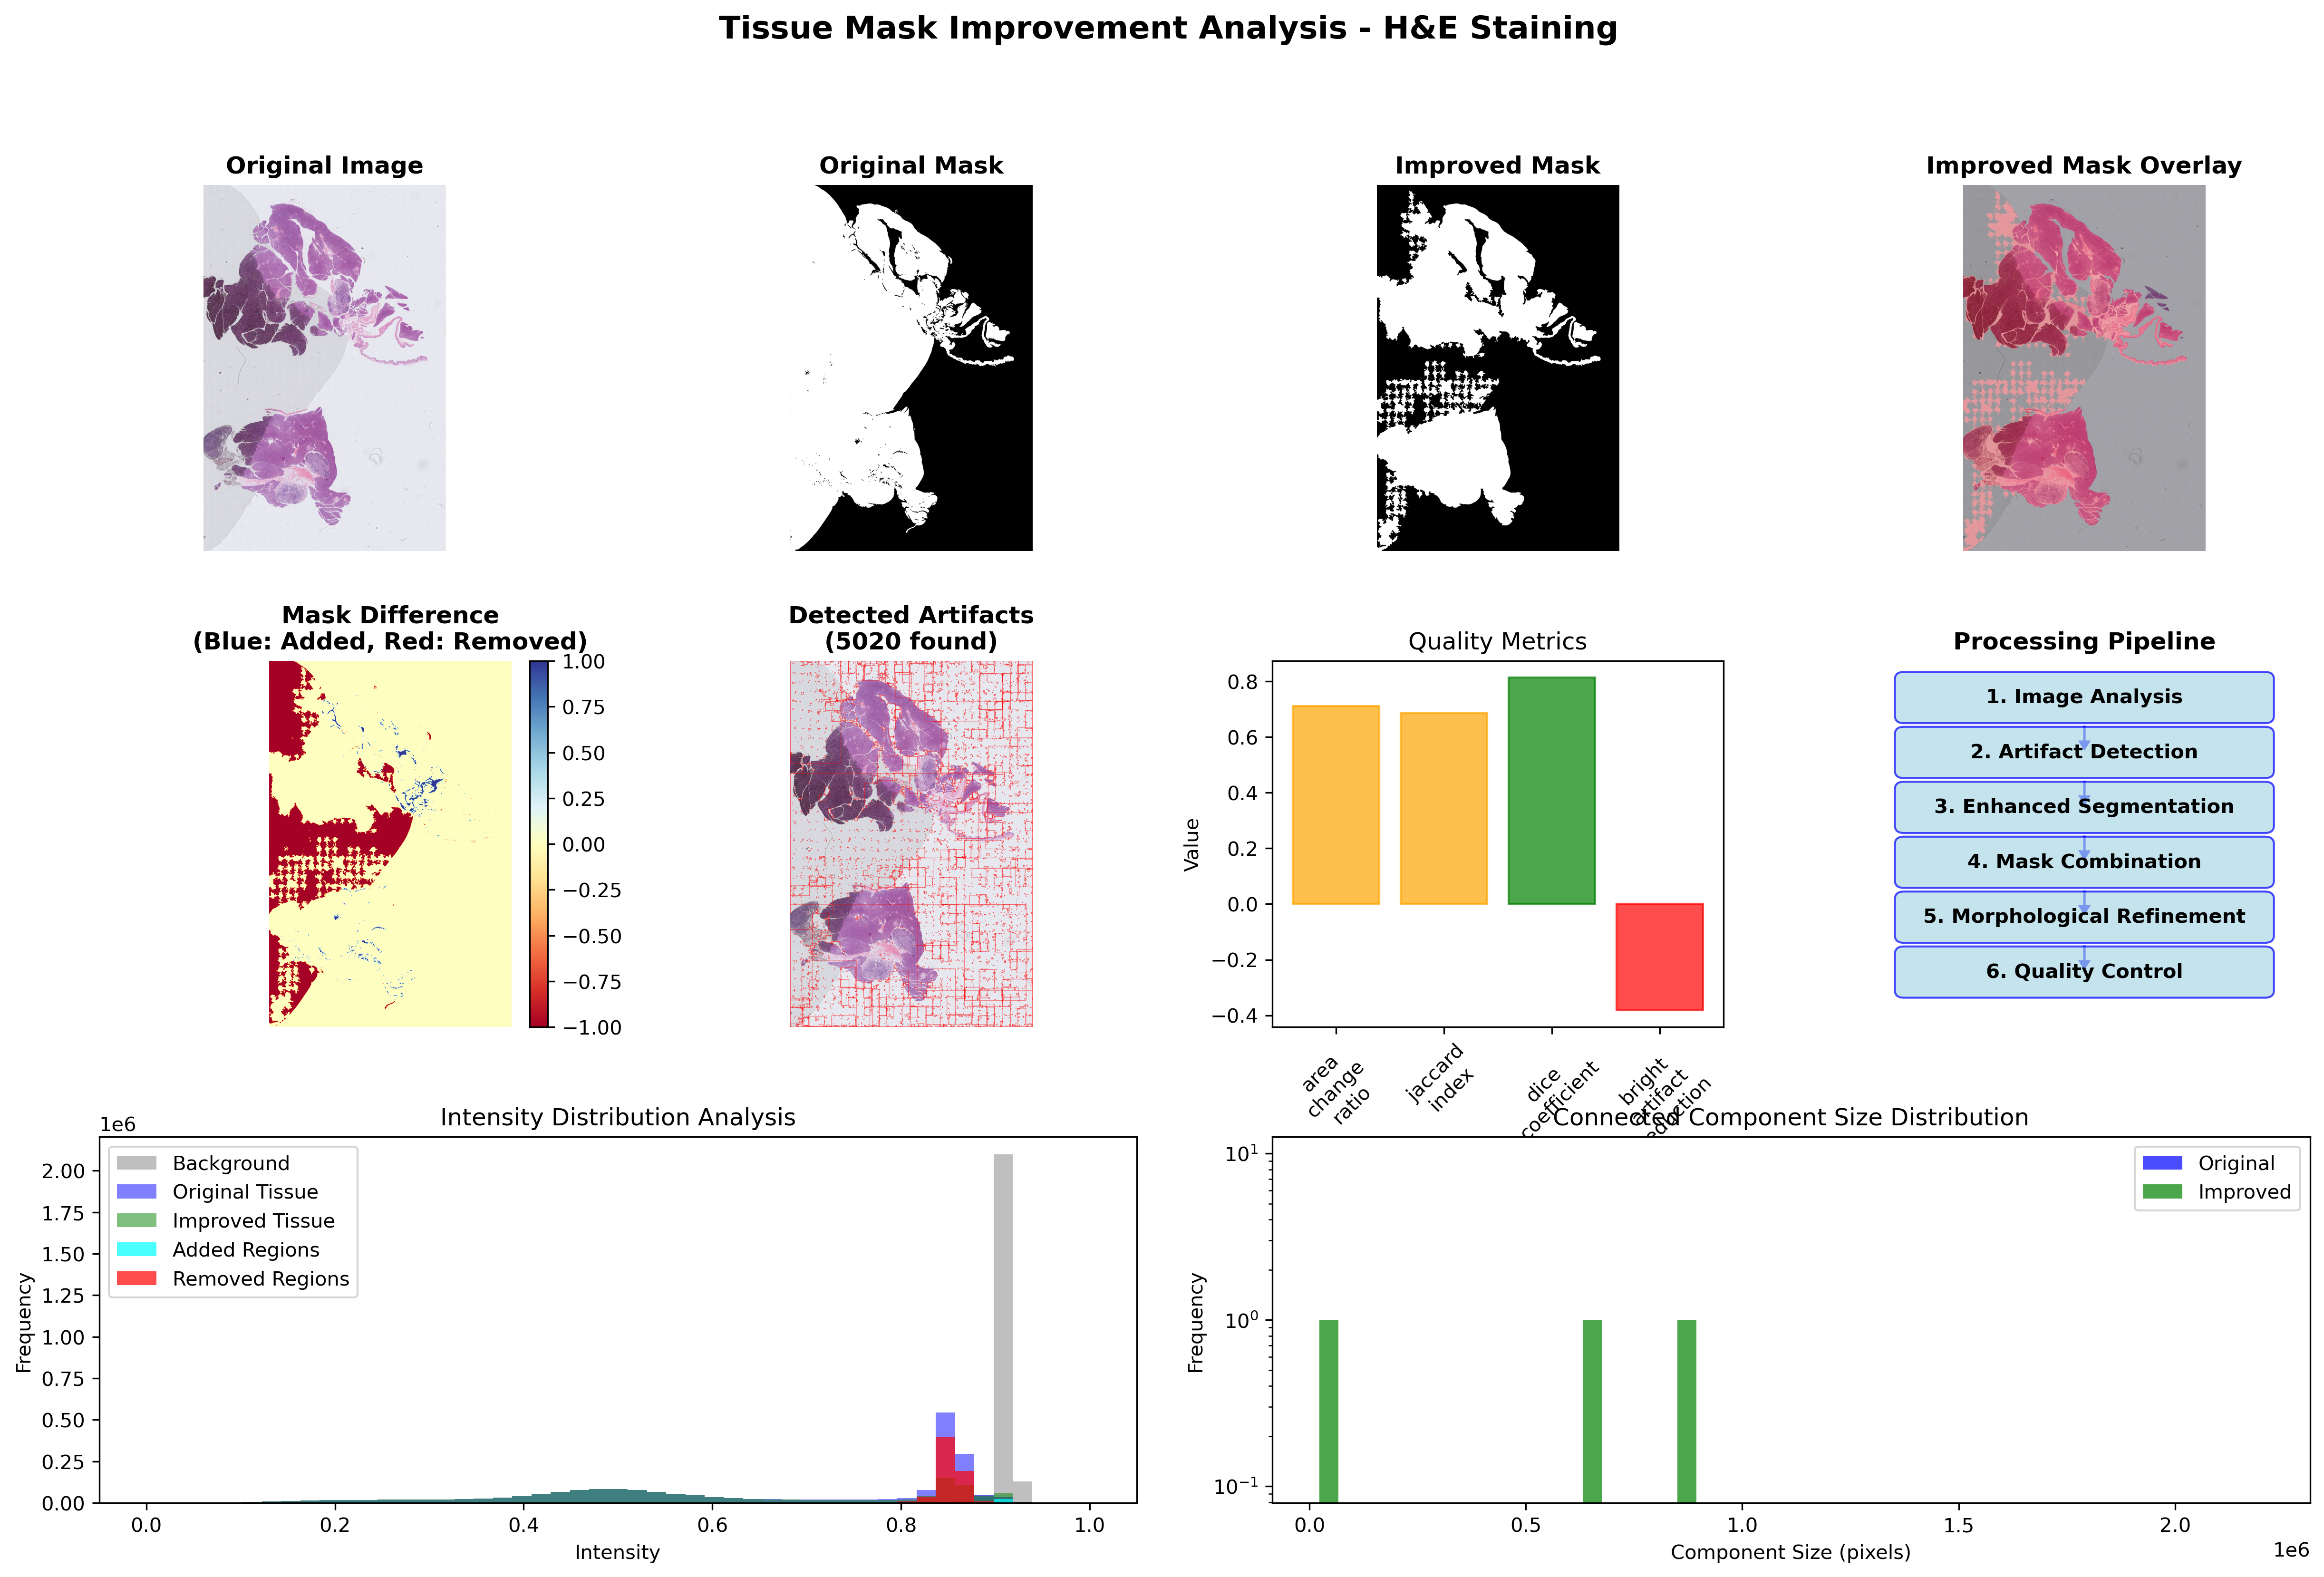 Tissue Mask Improvement Analysis - H&E Staining
Original Image
Original Mask
Improved Mask
Improved Mask Overlay
Mask Difference
(Blue: Added, Red: Removed)
1.00
0.75
0.50
0.25
0.00
−0.25
−0.50
−0.75
−1.00
Detected Artifacts
(5020 found)
Quality Metrics
Value
0.8
0.6
0.4
0.2
0.0
−0.2
−0.4
area
change
ratio
jaccard
index
dice
coefficient
bright
artifact
Processing Pipeline
1. Image Analysis
2. Artifact Detection
3. Enhanced Segmentation
4. Mask Combination
5. Morphological Refinement
6. Quality Control
Intensity Distribution Analysis
1e6
Frequency
2.00
1.75
1.50
1.25
1.00
0.75
0.50
0.25
0.00
Background
Original Tissue
Improved Tissue
Added Regions
Removed Regions
0.0
0.2
0.4
0.6
0.8
1.0
Intensity
Connected Component Size Distribution
Frequency
10¹
10⁰
10⁻¹
Original
Improved
0.0
0.5
1.0
1.5
2.0
1e6
Component Size (pixels)